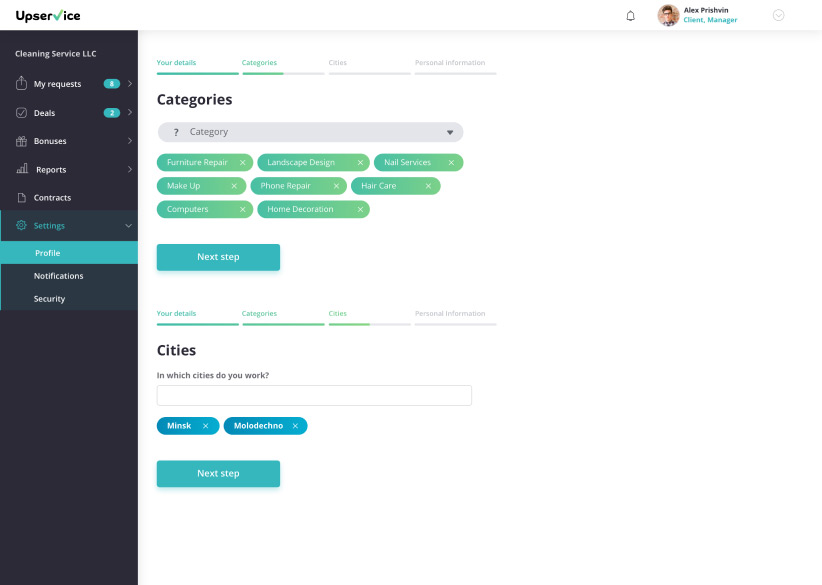 Upservice
Alex Prishvin
Client, Manager
Cleaning Service LLC
My requests 8
Deals 2
Bonuses
Reports
Contracts
Settings
Profile
Notifications
Security
Your details Categories Cities Personal information
Categories
? Category
Furniture Repair × Landscape Design × Nail Services ×
Make Up × Phone Repair × Hair Care ×
Computers × Home Decoration ×
Next step
Your details Categories Cities Personal information
Cities
In which cities do you work?
Minsk × Molodechno ×
Next step